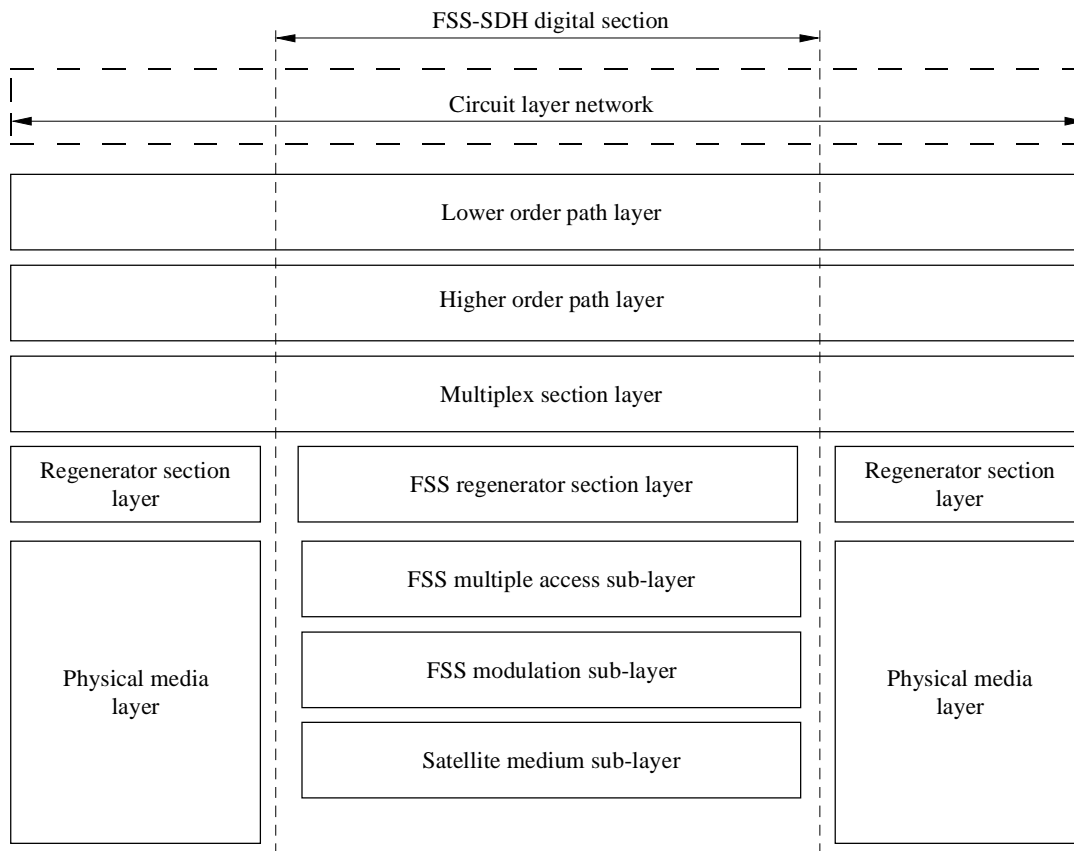 FSS-SDH digital section
Circuit layer network
Lower order path layer
Higher order path layer
Multiplex section layer
Regenerator section
layer
FSS regenerator section layer
Regenerator section
layer
FSS multiple access sub-layer
Physical media
layer
FSS modulation sub-layer
Physical media
layer
Satellite medium sub-layer